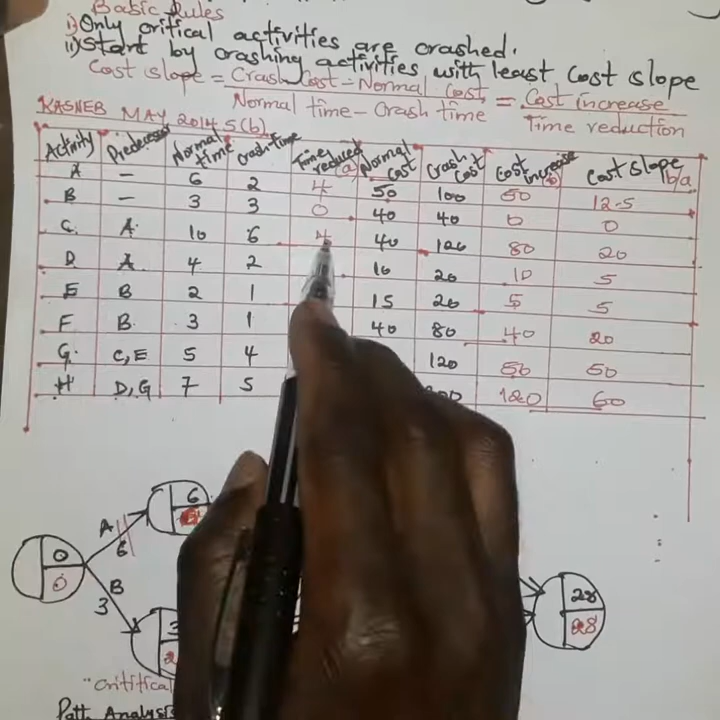 Basic Rules
i) Only critical activities are crashed.
ii) Start by crashing activities with least cost slope
Cost slope = Crash Cost - Normal Cost = Cost increase
Normal time - Crash time Time reduction
KASNEB MAY 2014 5(b)
Activity Predecessor Normal time Crash time Time reduced (a) Normal cost Crash cost Cost increase (b) Cost slope b/a
A - 6 2 4 50 100 50 12.5
B - 3 3 0 40 40 0 0
C A 10 6 4 40 120 80 20
D A 4 2 10 20 10 5
E B 2 1 15 20 5 5
F B 3 1 40 80 40 20
G C,E 5 4 120 50 50
H D,G 7 5 120 60
6
A
6
0
0
B
3
3
28
28
"Crititical
Path Analysis